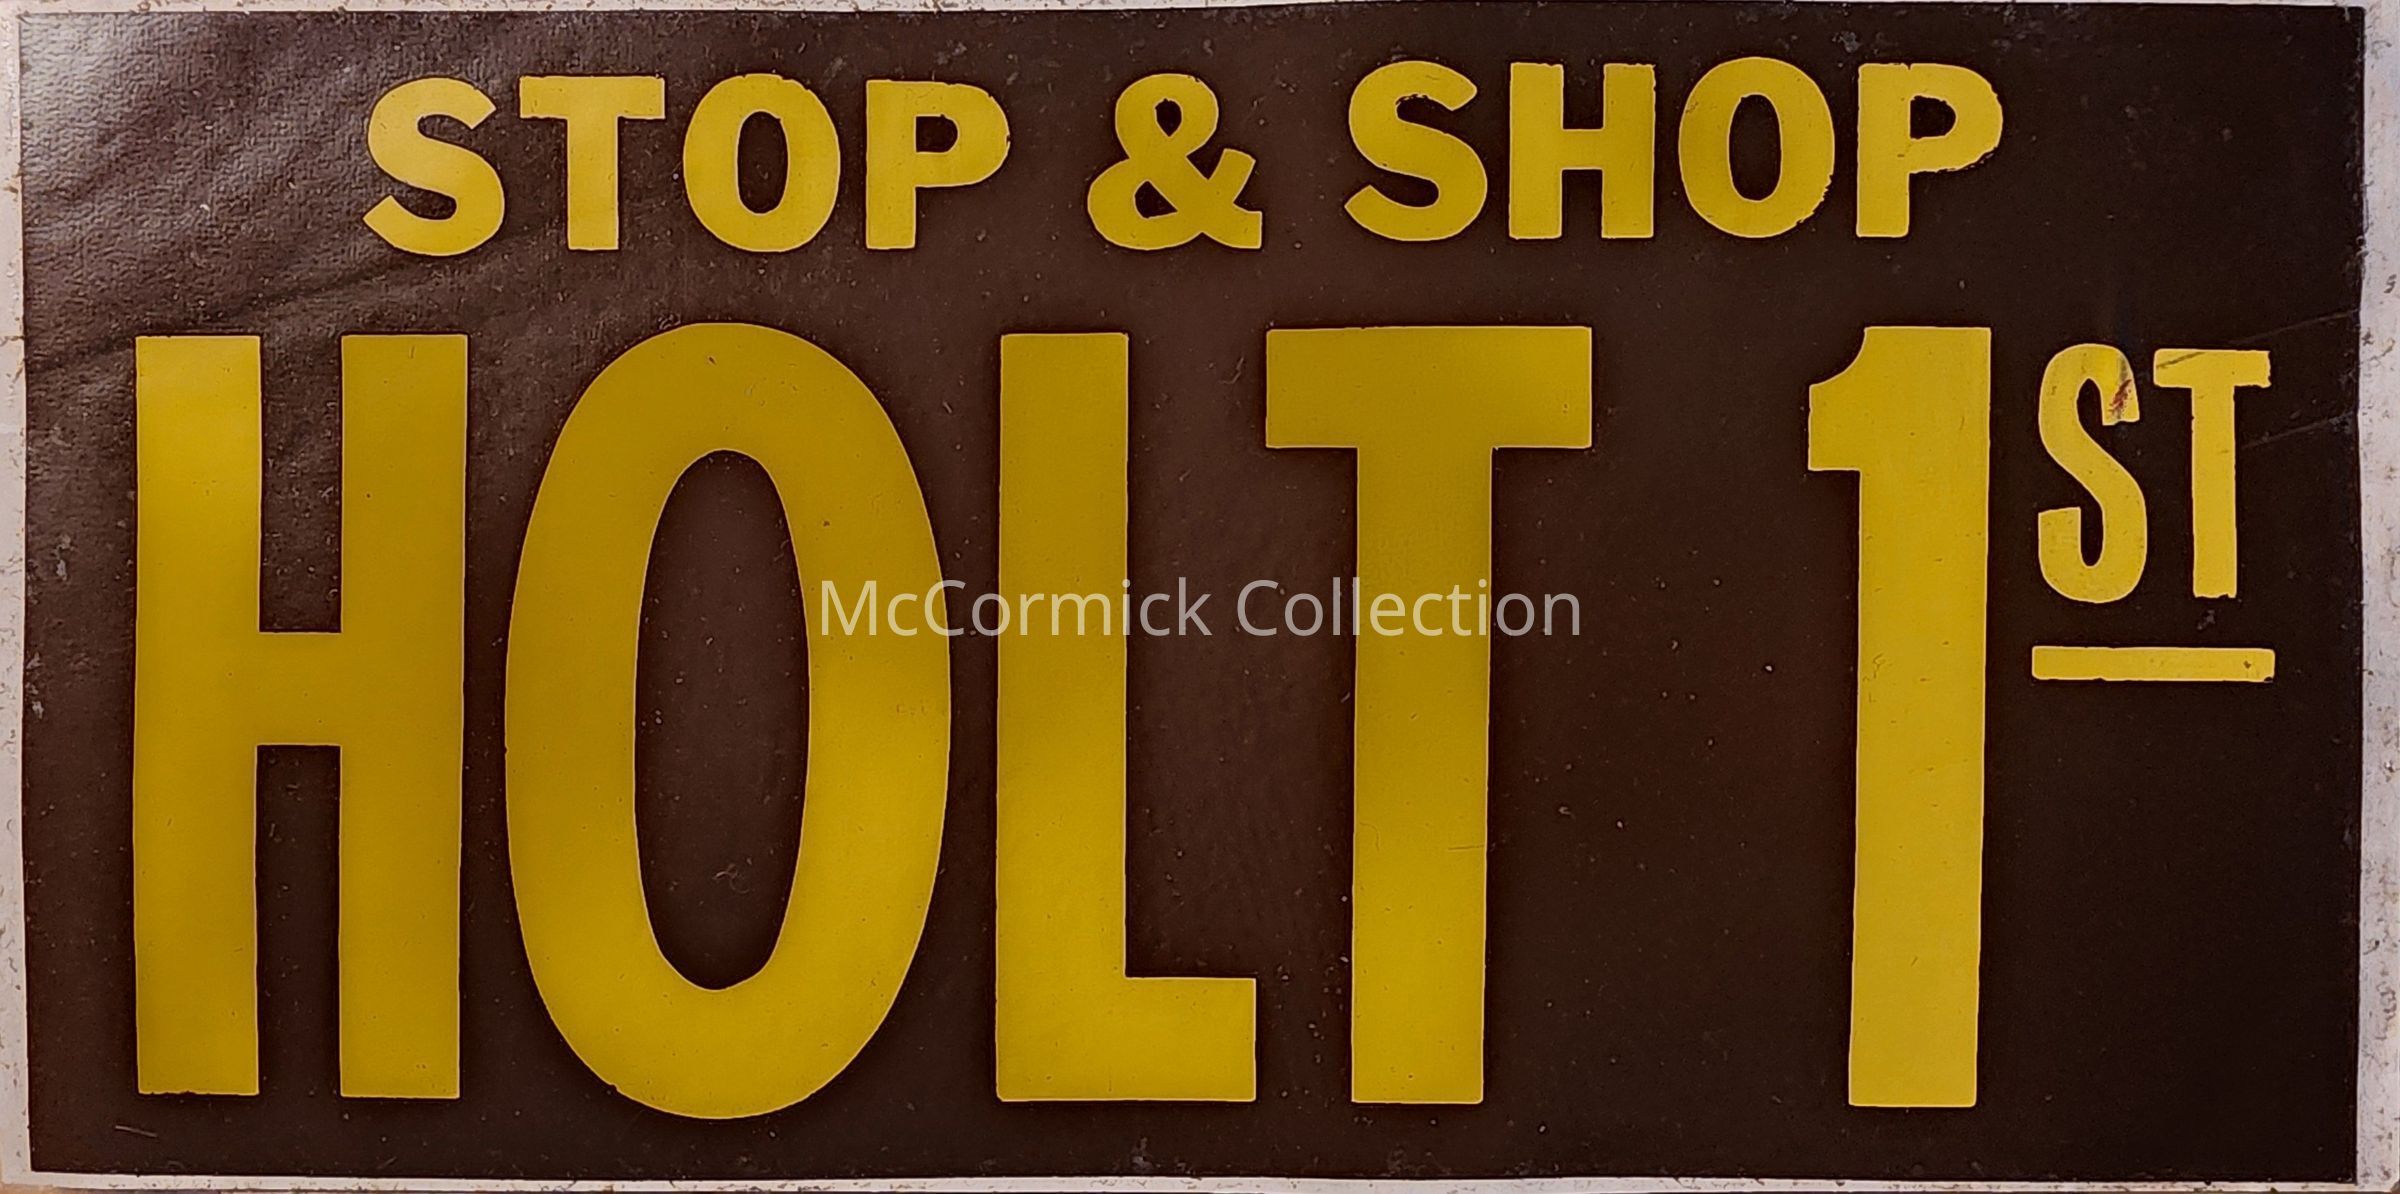 STOP & SHOP
HOLT 1ST
McCormick Collection